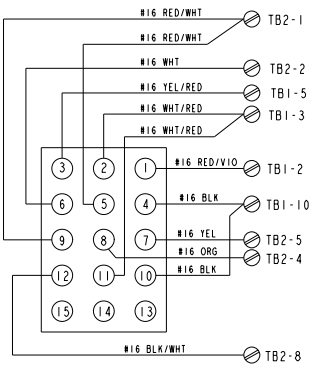 #16 RED/WHT
TB2-1
#16 RED/WHT
#16 WHT
TB2-2
#16 YEL/RED
TB1-5
#16 WHT/RED
TB1-3
#16 WHT/RED
3 2 1
#16 RED/VIO
TB1-2
6 5 4
#16 BLK
TB1-10
9 8 7
#16 YEL
TB2-5
#16 ORG
TB2-4
12 11 10
#16 BLK
15 14 13
#16 BLK/WHT
TB2-8